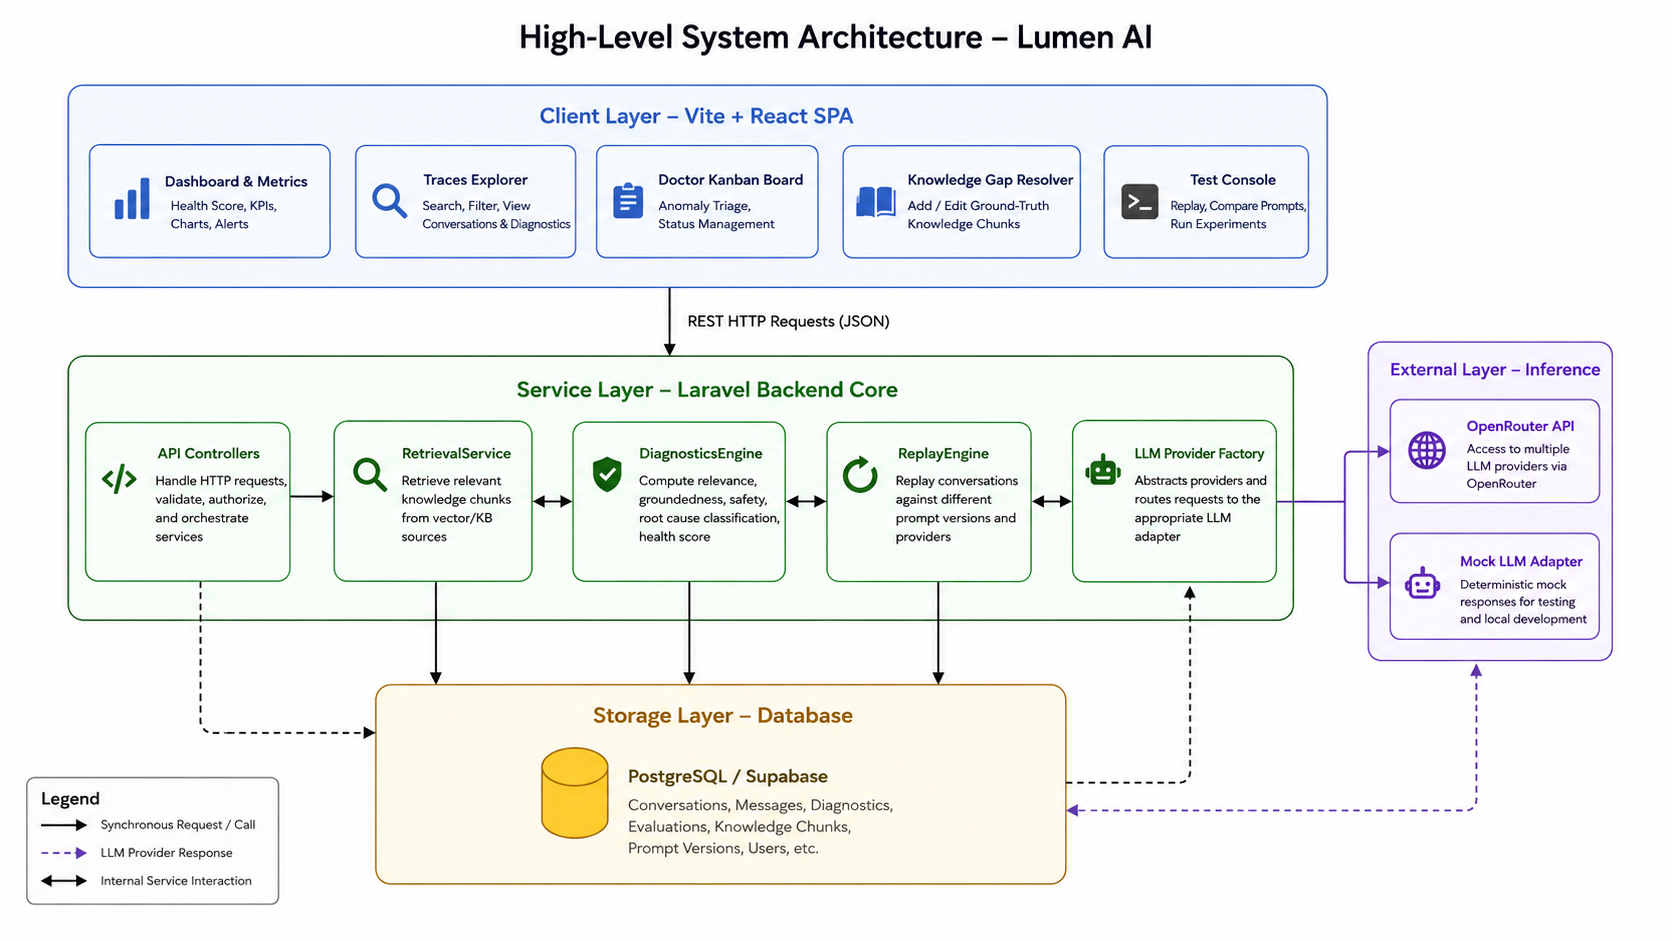 High-Level System Architecture – Lumen AI
Client Layer – Vite + React SPA
Dashboard & Metrics
Health Score, KPIs,
Charts, Alerts
Traces Explorer
Search, Filter, View
Conversations & Diagnostics
Doctor Kanban Board
Anomaly Triage,
Status Management
Knowledge Gap Resolver
Add / Edit Ground-Truth
Knowledge Chunks
>_
Test Console
Replay, Compare Prompts,
Run Experiments
REST HTTP Requests (JSON)
Service Layer – Laravel Backend Core
</>
API Controllers
Handle HTTP requests,
validate, authorize,
and orchestrate
services
RetrievalService
Retrieve relevant
knowledge chunks
from vector/KB
sources
DiagnosticsEngine
Compute relevance,
groundedness, safety,
root cause classification,
health score
ReplayEngine
Replay conversations
against different
prompt versions and
providers
LLM Provider Factory
Abstracts providers and
routes requests to the
appropriate LLM
adapter
External Layer – Inference
OpenRouter API
Access to multiple
LLM providers via
OpenRouter
Mock LLM Adapter
Deterministic mock
responses for testing
and local development
Storage Layer – Database
PostgreSQL / Supabase
Conversations, Messages, Diagnostics,
Evaluations, Knowledge Chunks,
Prompt Versions, Users, etc.
Legend
Synchronous Request / Call
LLM Provider Response
Internal Service Interaction